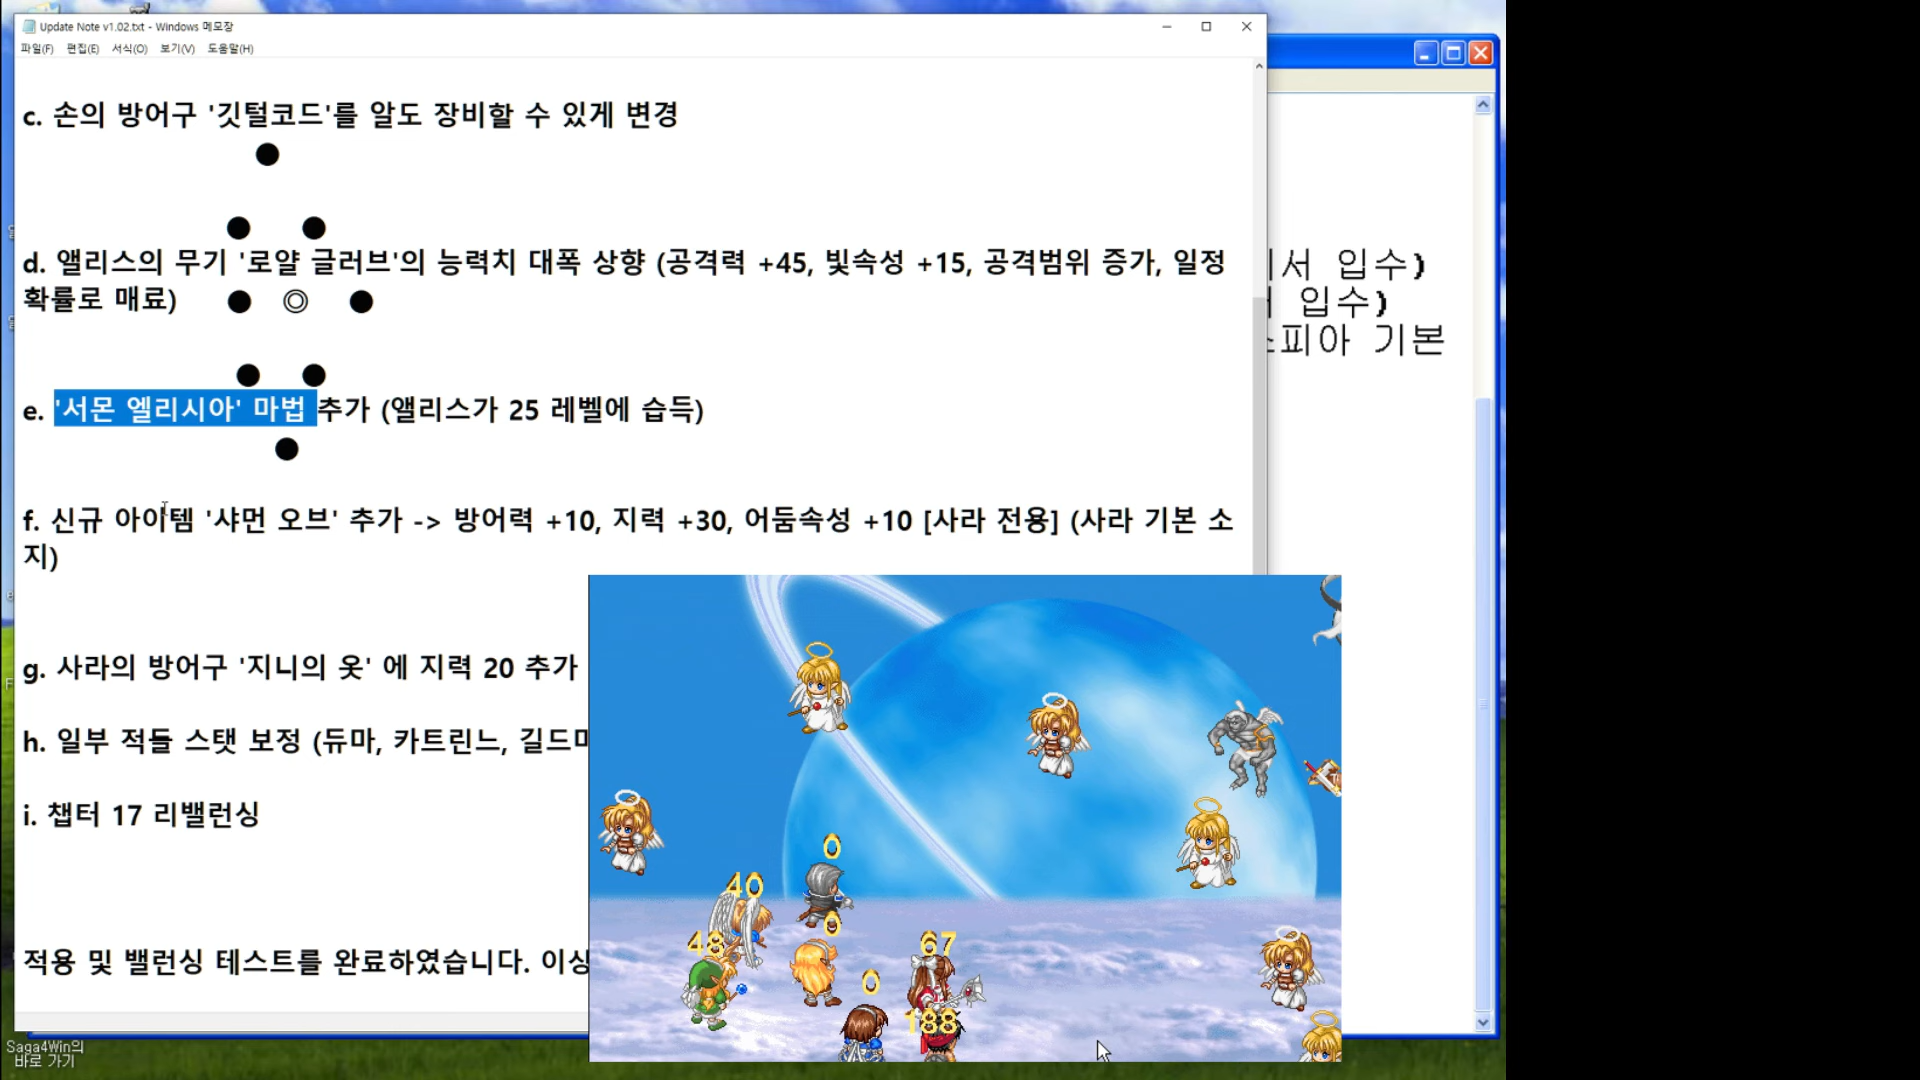 Update Note v1.02.txt - Windows 메모장
파일(F) 편집(E) 서식(O) 보기(V) 도움말(H)
c. 손의 방어구 '깃털코드'를 알도 장비할 수 있게 변경
●
● ●
d. 앨리스의 무기 '로얄 글러브'의 능력치 대폭 상향 (공격력 +45, 빛속성 +15, 공격범위 증가, 일정
확률로 매료) ● ◎ ●
● ●
e. '서몬 엘리시아' 마법 추가 (앨리스가 25 레벨에 습득)
●
f. 신규 아이템 '샤먼 오브' 추가 -> 방어력 +10, 지력 +30, 어둠속성 +10 [사라 전용] (사라 기본 소
지)
g. 사라의 방어구 '지니의 옷' 에 지력 20 추가
h. 일부 적들 스탯 보정 (듀마, 카트린느, 길드
i. 챕터 17 리밸런싱
적용 및 밸런싱 테스트를 완료하였습니다. 이상
서 입수)
입수)
피아 기본
0
40
0
48
67
0
188
Saga4Win의
바로 가기